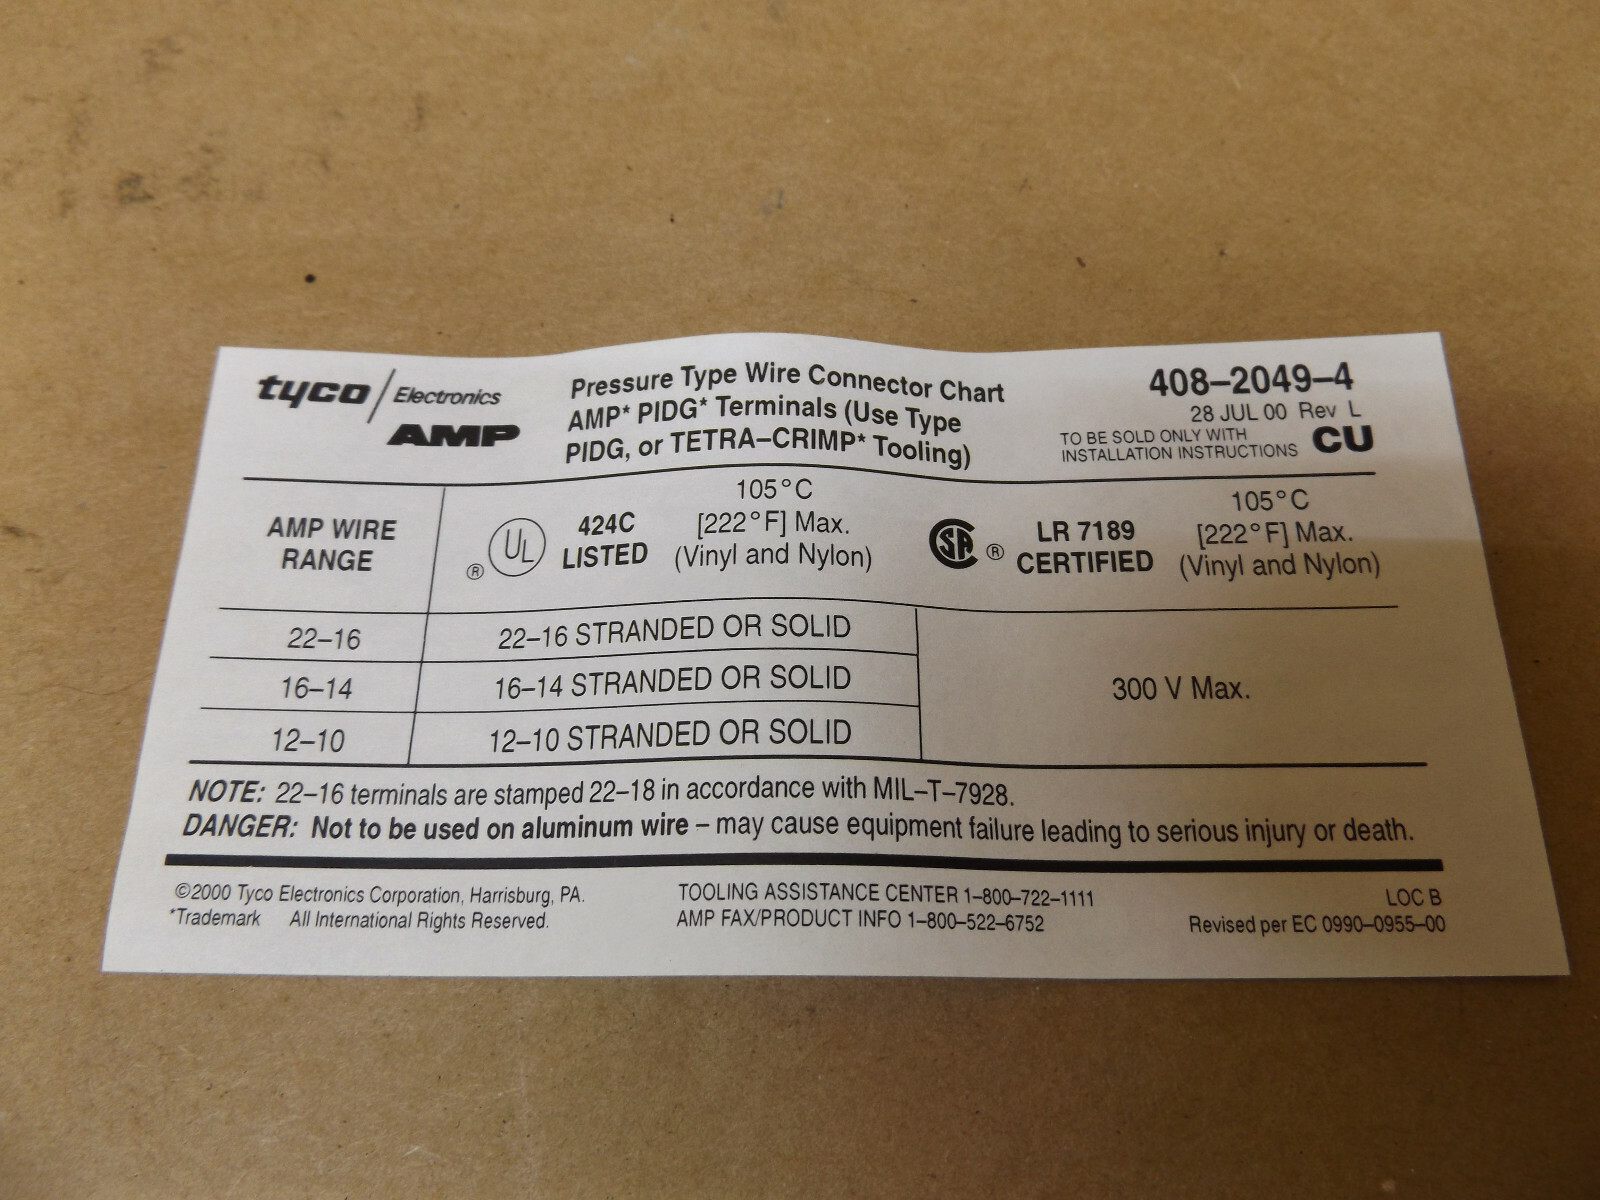 tyco / Electronics
AMP
Pressure Type Wire Connector Chart
AMP* PIDG* Terminals (Use Type
PIDG, or TETRA–CRIMP* Tooling)
408–2049–4
28 JUL 00 Rev L
TO BE SOLD ONLY WITH
INSTALLATION INSTRUCTIONS
CU
AMP WIRE
RANGE
® UL
424C
LISTED
105°C
[222°F] Max.
(Vinyl and Nylon)
SA ®
LR 7189
CERTIFIED
105°C
[222°F] Max.
(Vinyl and Nylon)
22–16 22–16 STRANDED OR SOLID
16–14 16–14 STRANDED OR SOLID
12–10 12–10 STRANDED OR SOLID
300 V Max.
NOTE: 22–16 terminals are stamped 22–18 in accordance with MIL–T–7928.
DANGER: Not to be used on aluminum wire – may cause equipment failure leading to serious injury or death.
©2000 Tyco Electronics Corporation, Harrisburg, PA.
*Trademark All International Rights Reserved.
TOOLING ASSISTANCE CENTER 1–800–722–1111
AMP FAX/PRODUCT INFO 1–800–522–6752
LOC B
Revised per EC 0990–0955–00